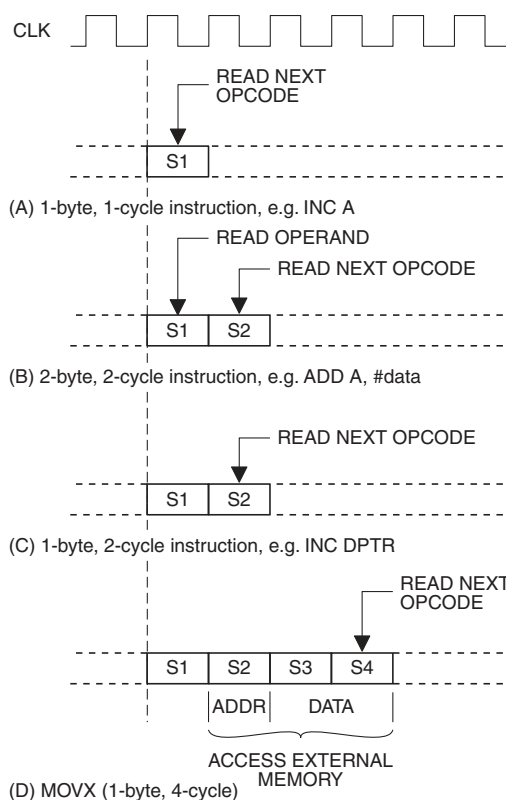 CLK
READ NEXT
OPCODE
S1
(A) 1-byte, 1-cycle instruction, e.g. INC A
READ OPERAND
READ NEXT OPCODE
S1 S2
(B) 2-byte, 2-cycle instruction, e.g. ADD A, #data
READ NEXT OPCODE
S1 S2
(C) 1-byte, 2-cycle instruction, e.g. INC DPTR
READ NEXT
OPCODE
S1 S2 S3 S4
ADDR DATA
ACCESS EXTERNAL
MEMORY
(D) MOVX (1-byte, 4-cycle)